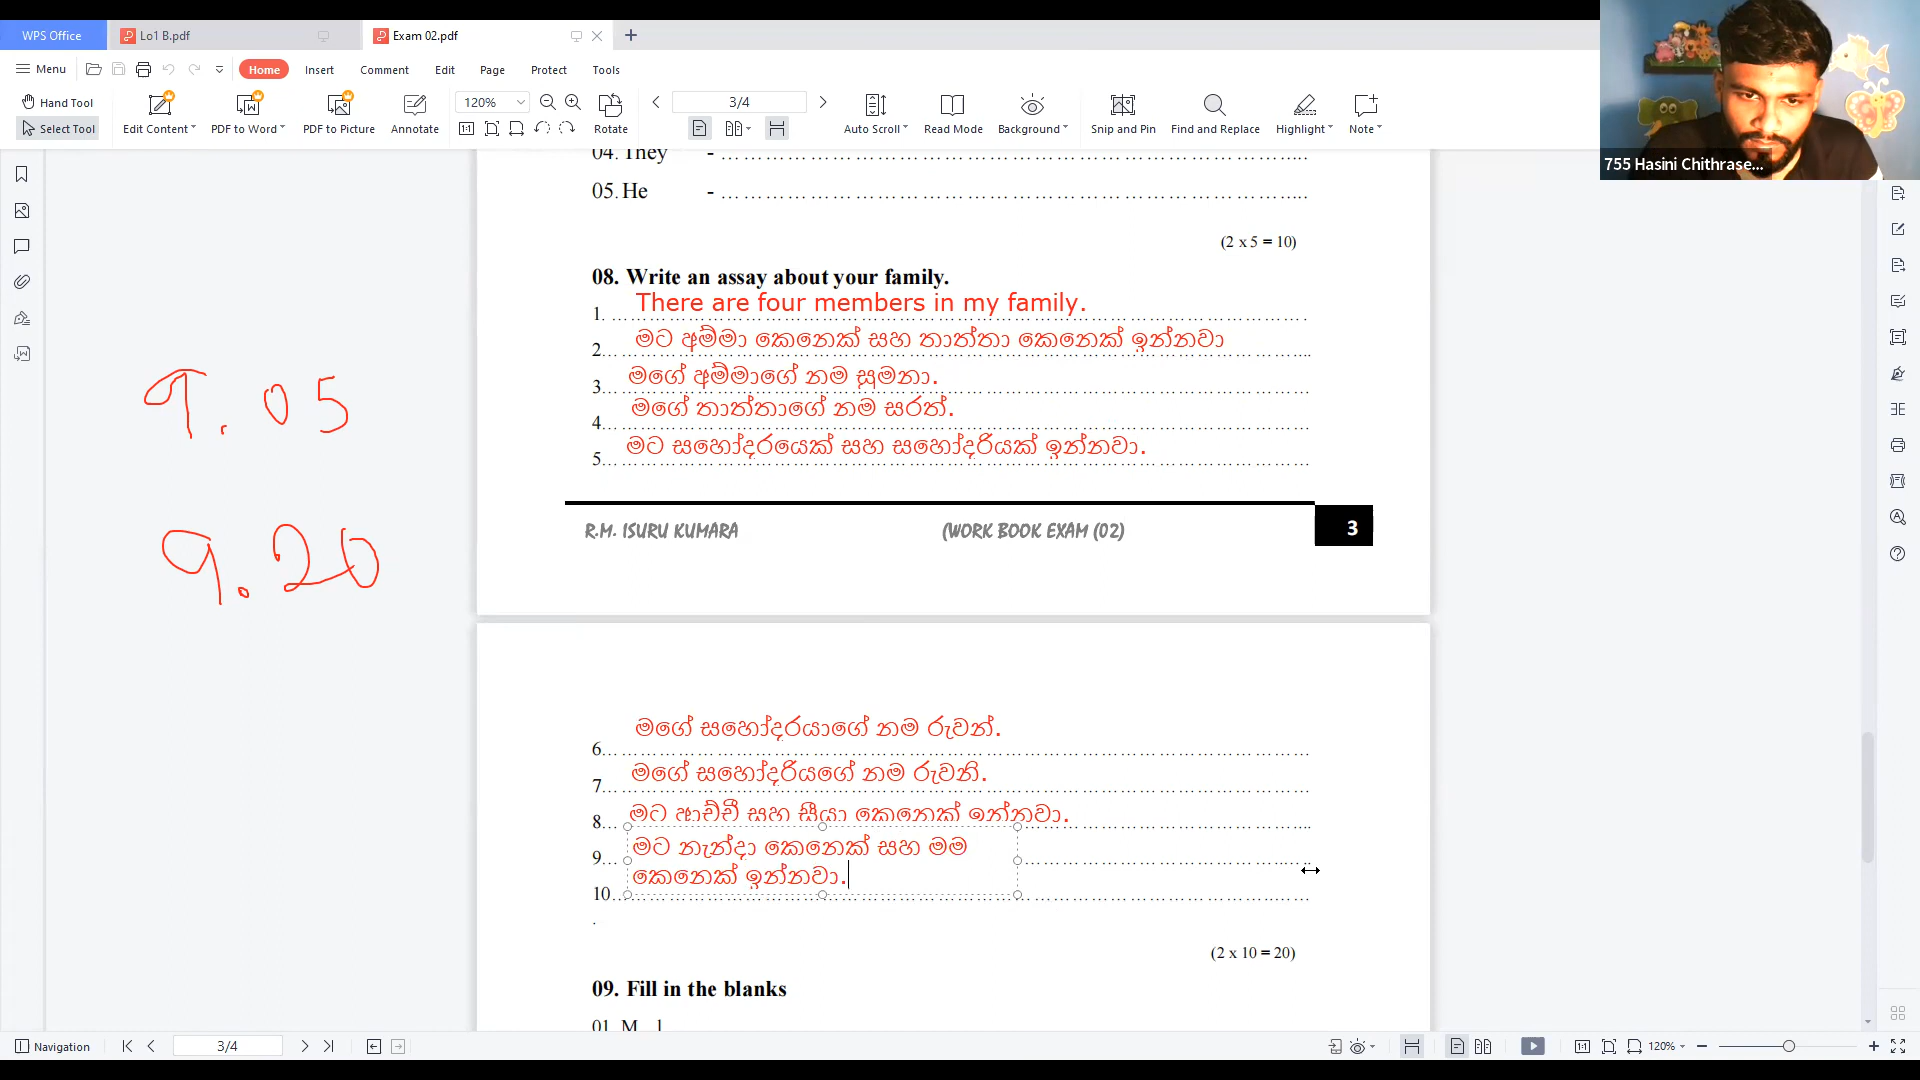 WPS Office
Lo1 B.pdf
Exam 02.pdf
Menu
Home
Insert
Comment
Edit
Page
Protect
Tools
Hand Tool
Select Tool
Edit Content
PDF to Word
PDF to Picture
Annotate
120%
Rotate
3/4
Auto Scroll
Read Mode
Background
Snip and Pin
Find and Replace
Highlight
Note
755 Hasini Chithrase...
04. They - ……………………………………………………………………..
05. He - ……………………………………………………………………..
(2 x 5 = 10)
08. Write an assay about your family.
1. There are four members in my family.
2... මට අම්මා කෙනෙක් සහ තාත්තා කෙනෙක් ඉන්නවා
3... මගේ අම්මාගේ නම සුමනා.
4... මගේ තාත්තාගේ නම සරත්.
5... මට සහෝදරයෙක් සහ සහෝදරියක් ඉන්නවා.
R.M. ISURU KUMARA (WORK BOOK EXAM (02) 3
6... මගේ සහෝදරයාගේ නම රුවන්.
7... මගේ සහෝදරියගේ නම රුවනි.
8... මට ආච්චී සහ සීයා කෙනෙක් ඉන්නවා.
9... මට නැන්දා කෙනෙක් සහ මම
කෙනෙක් ඉන්නවා.
10...
.
(2 x 10 = 20)
09. Fill in the blanks
9.05
9.20
Navigation
3/4
120%